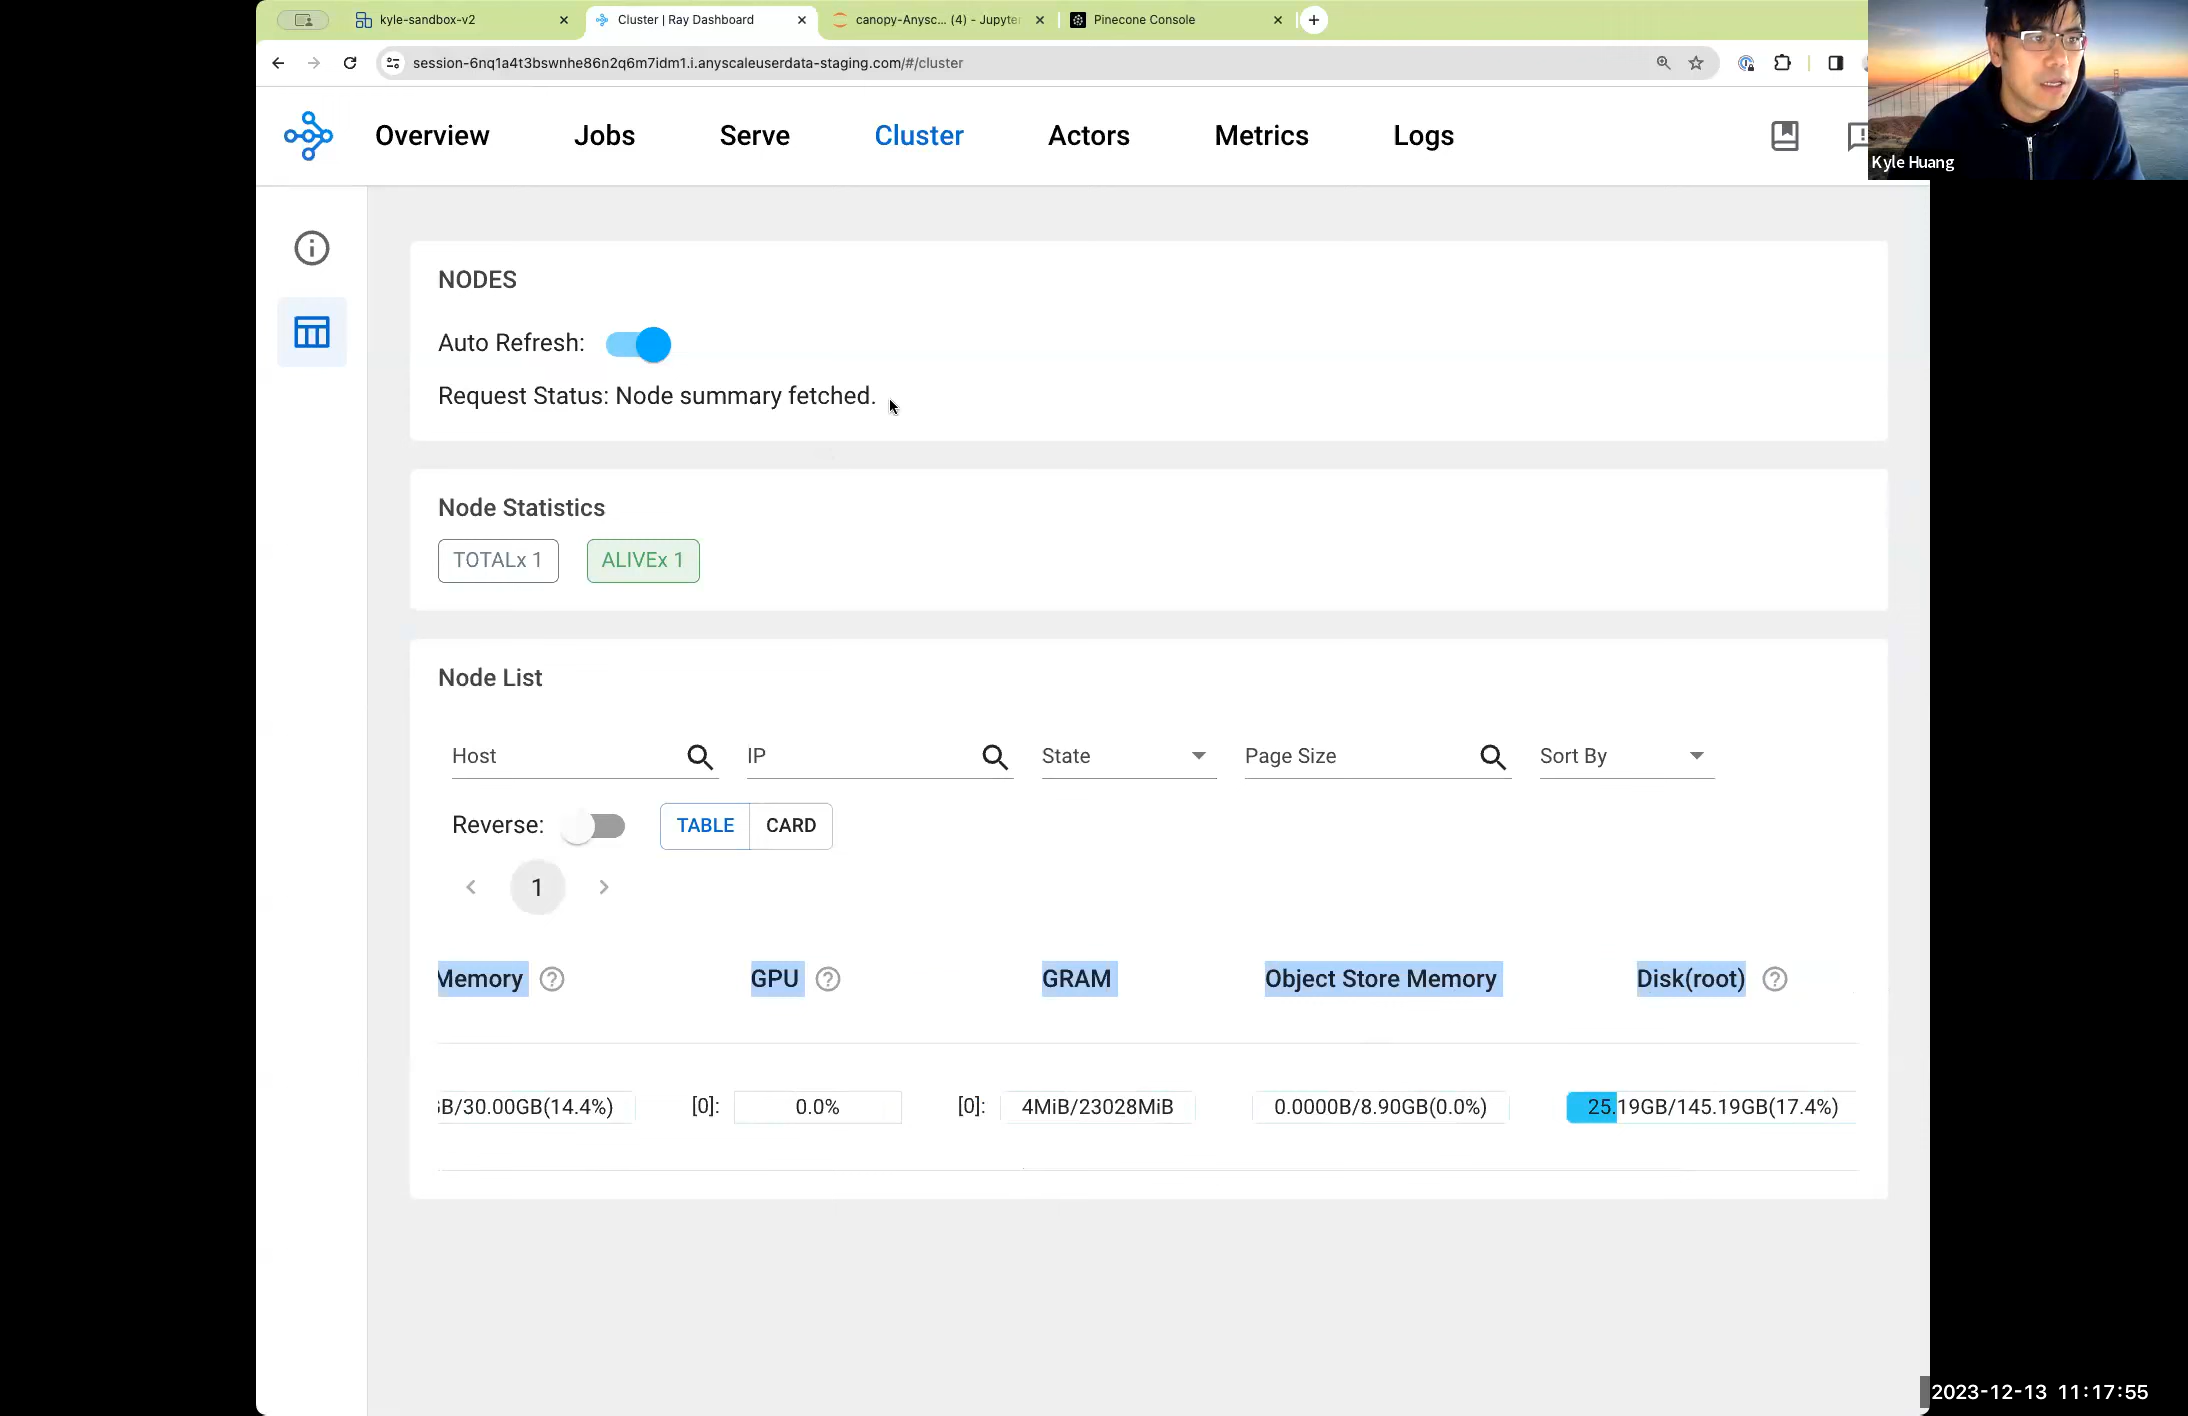 kyle-sandbox-v2
Cluster | Ray Dashboard
canopy-Anysc... (4) - Jupyter
Pinecone Console
session-6nq1a4t3bswnhe86n2q6m7idm1.i.anyscaleuserdata-staging.com/#/cluster
Overview Jobs Serve Cluster Actors Metrics Logs
Kyle Huang
NODES
Auto Refresh:
Request Status: Node summary fetched.
Node Statistics
TOTALx 1 ALIVEx 1
Node List
Host IP State Page Size Sort By
Reverse: TABLE CARD
1
Memory GPU GRAM Object Store Memory Disk(root)
B/30.00GB(14.4%) [0]: 0.0% [0]: 4MiB/23028MiB 0.0000B/8.90GB(0.0%) 25.19GB/145.19GB(17.4%)
2023-12-13 11:17:55